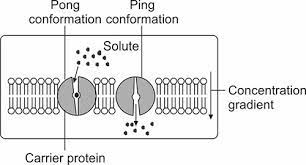 Pong
conformation
Ping
conformation
Solute
Concentration
gradient
Carrier protein